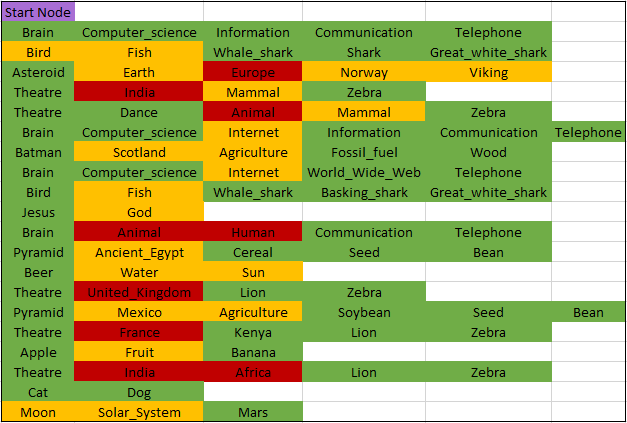 Start Node
Brain Computer_science Information Communication Telephone
Bird Fish Whale_shark Shark Great_white_shark
Asteroid Earth Europe Norway Viking
Theatre India Mammal Zebra
Theatre Dance Animal Mammal Zebra
Brain Computer_science Internet Information Communication Telephone
Batman Scotland Agriculture Fossil_fuel Wood
Brain Computer_science Internet World_Wide_Web Telephone
Bird Fish Whale_shark Basking_shark Great_white_shark
Jesus God
Brain Animal Human Communication Telephone
Pyramid Ancient_Egypt Cereal Seed Bean
Beer Water Sun
Theatre United_Kingdom Lion Zebra
Pyramid Mexico Agriculture Soybean Seed Bean
Theatre France Kenya Lion Zebra
Apple Fruit Banana
Theatre India Africa Lion Zebra
Cat Dog
Moon Solar_System Mars